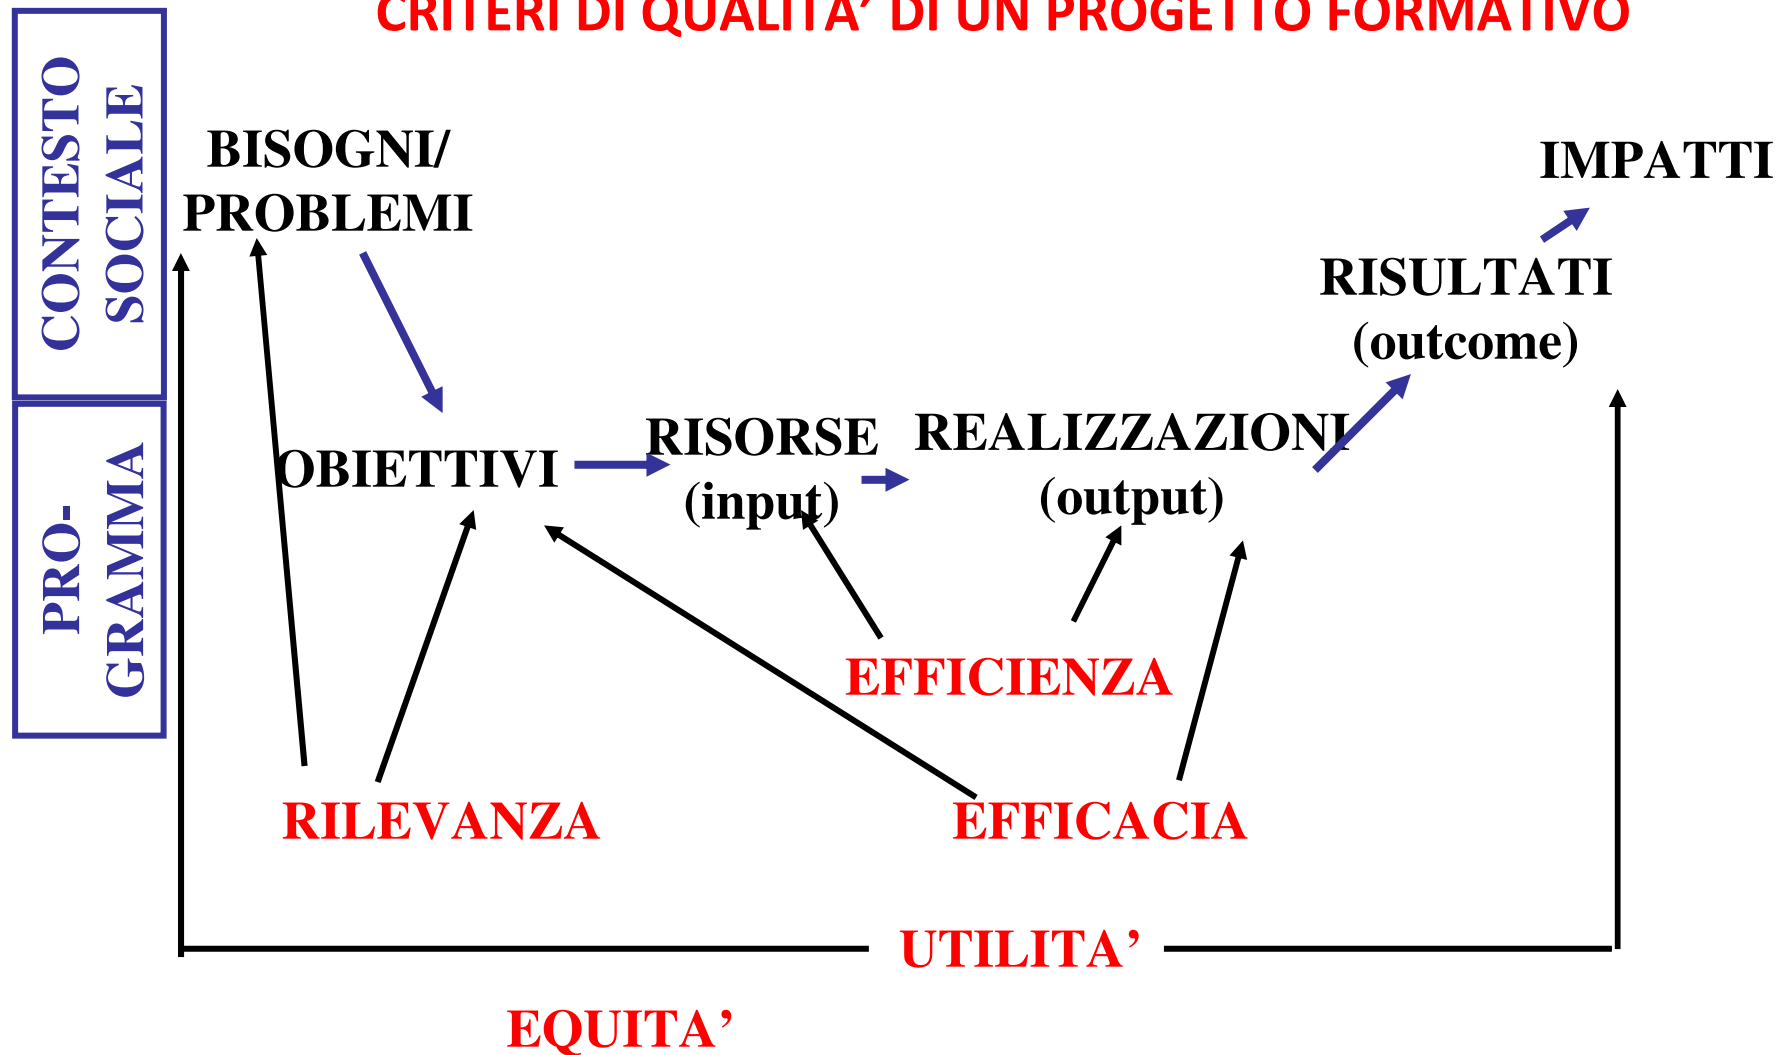 CRITERI DI QUALITA’ DI UN PROGETTO FORMATIVO
CONTESTO
SOCIALE
BISOGNI/
PROBLEMI
IMPATTI
RISULTATI
(outcome)
PRO-
GRAMMA
OBIETTIVI
RISORSE
(input)
REALIZZAZIONI
(output)
EFFICIENZA
RILEVANZA
EFFICACIA
UTILITA’
EQUITA’